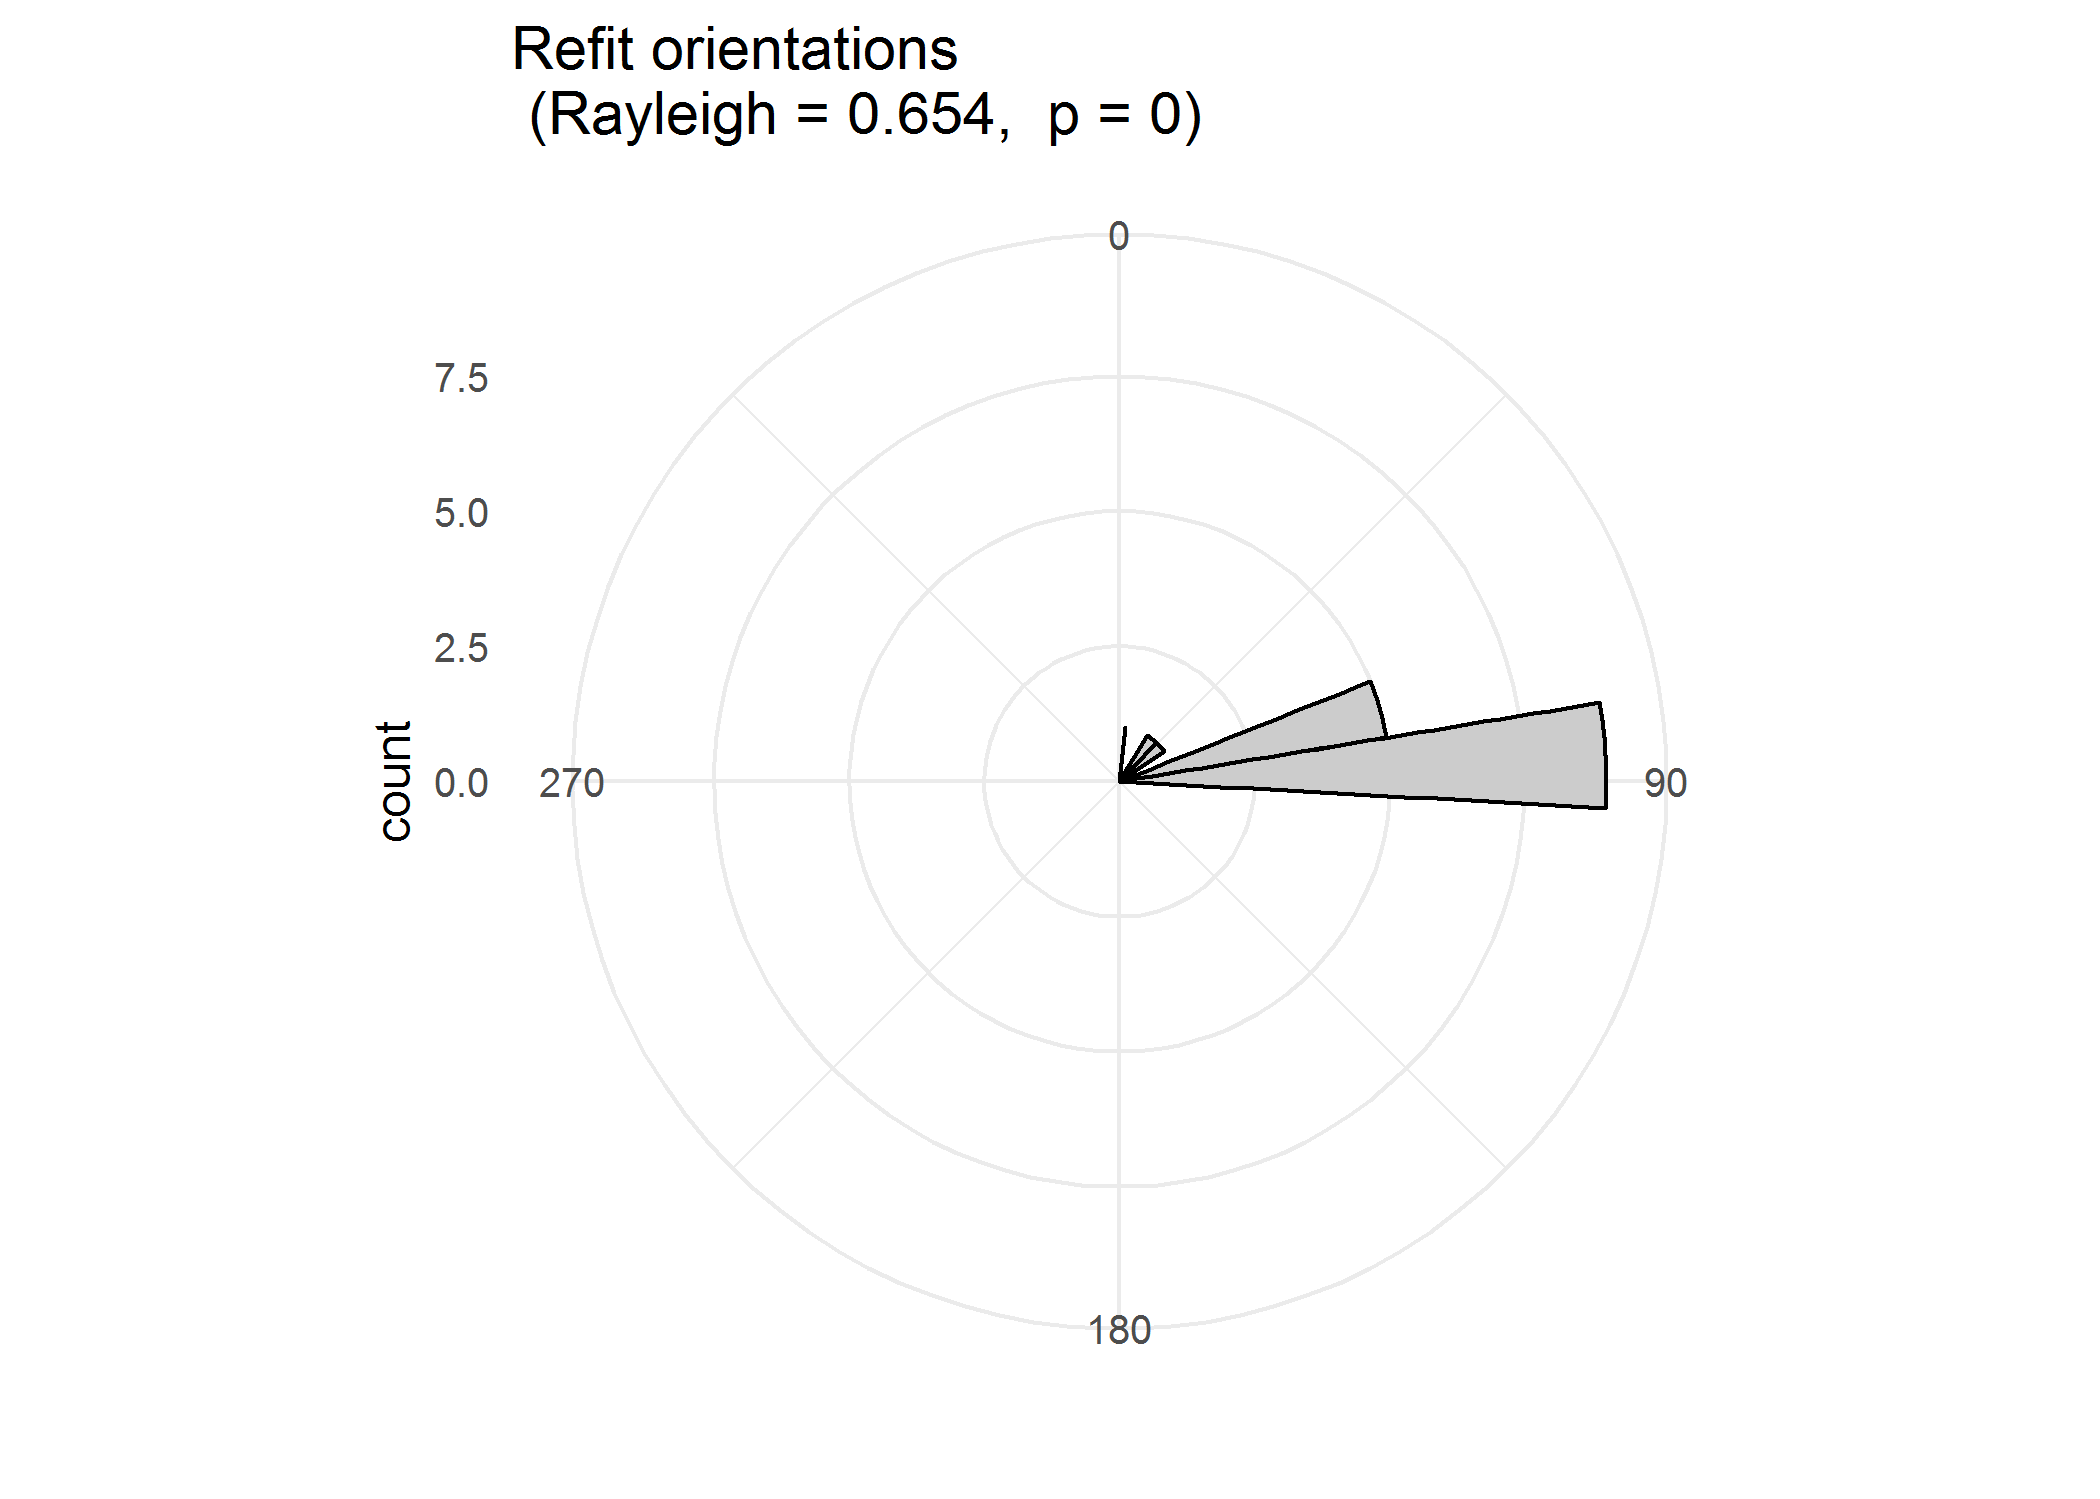 Refit orientations
(Rayleigh = 0.654,  p = 0)
0
7.5
5.0
2.5
count
0.0
270
90
180